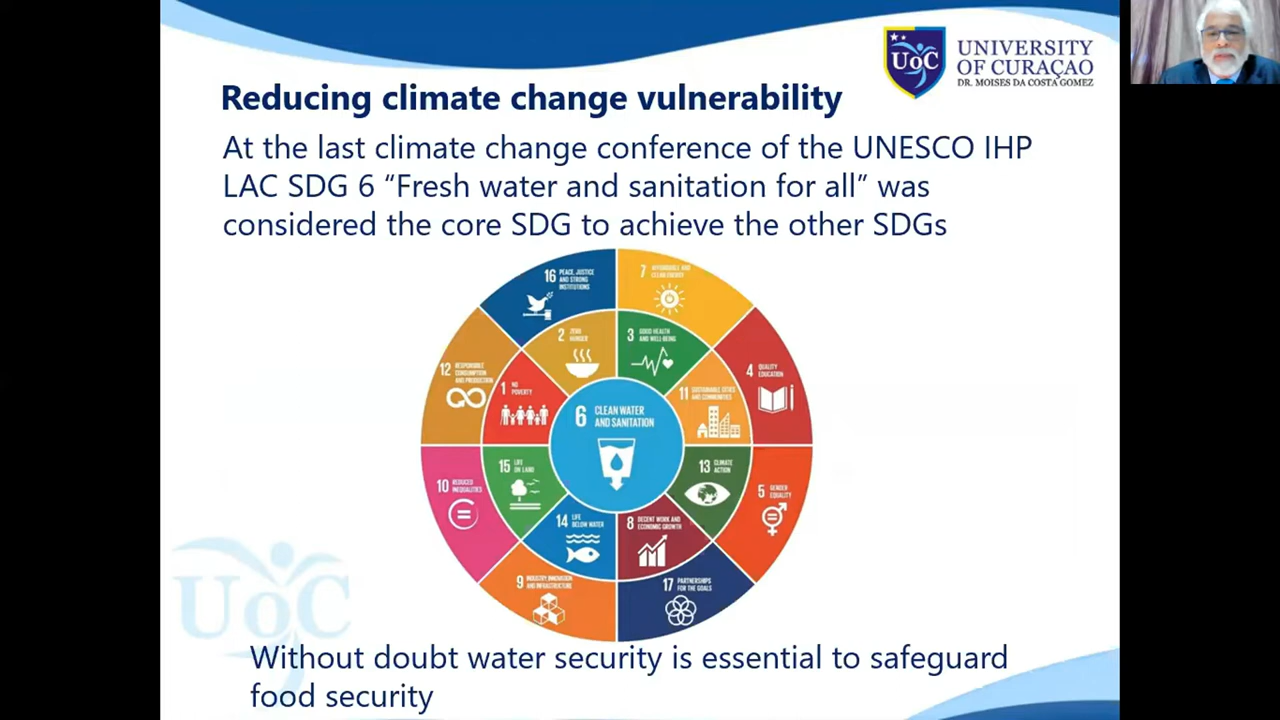 UoC
UNIVERSITY
OF CURAÇAO
DR. MOISES DA COSTA GOMEZ
Reducing climate change vulnerability
At the last climate change conference of the UNESCO IHP
LAC SDG 6 “Fresh water and sanitation for all” was
considered the core SDG to achieve the other SDGs
16 PEACE, JUSTICE
AND STRONG
INSTITUTIONS
7 AFFORDABLE AND
CLEAN ENERGY
2 ZERO
HUNGER
3 GOOD HEALTH
AND WELL-BEING
12 RESPONSIBLE
CONSUMPTION
AND PRODUCTION
4 QUALITY
EDUCATION
1 NO
POVERTY
11 SUSTAINABLE CITIES
AND COMMUNITIES
6 CLEAN WATER
AND SANITATION
15 LIFE
ON LAND
13 CLIMATE
ACTION
10 REDUCED
INEQUALITIES
5 GENDER
EQUALITY
14 LIFE
BELOW WATER
8 DECENT WORK AND
ECONOMIC GROWTH
9 INDUSTRY, INNOVATION
AND INFRASTRUCTURE
17 PARTNERSHIPS
FOR THE GOALS
UoC
Without doubt water security is essential to safeguard
food security